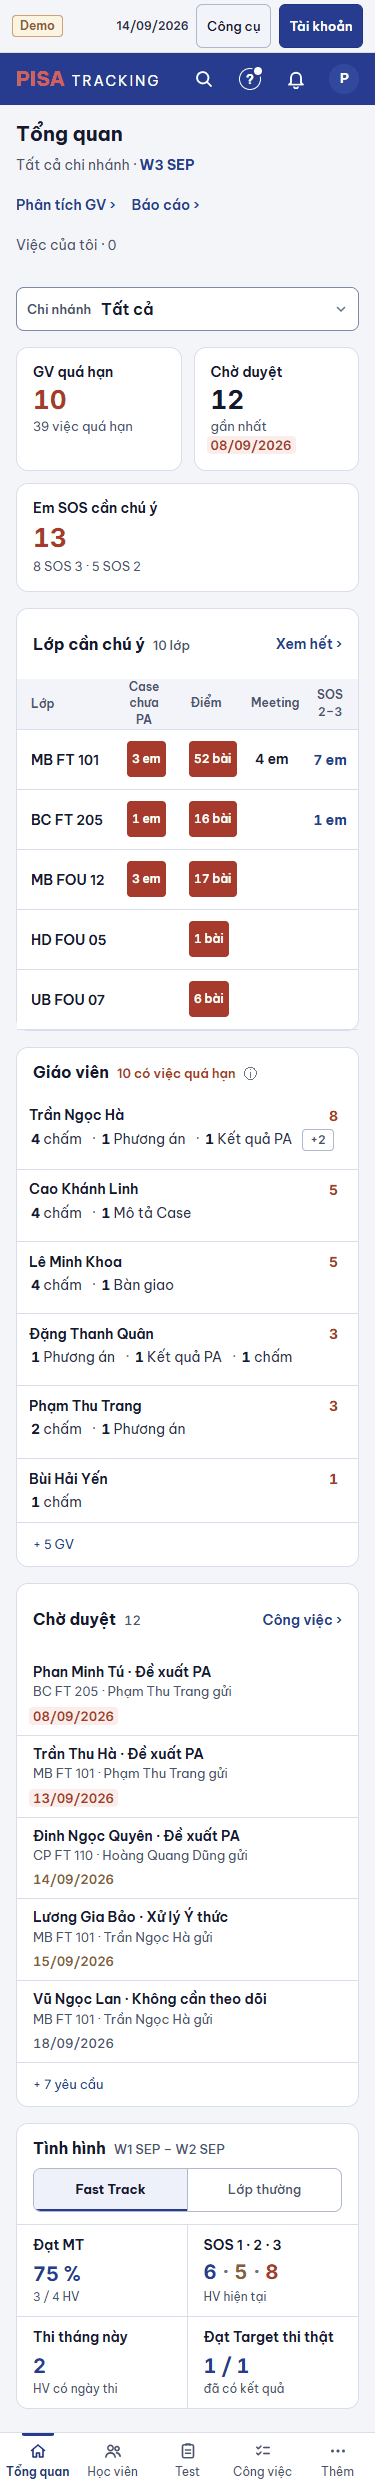 Demo 14/09/2026 Công cụ Tài khoản
PISA TRACKING ? P
Tổng quan
Tất cả chi nhánh · W3 SEP
Phân tích GV › Báo cáo ›
Việc của tôi · 0
Chi nhánh Tất cả
GV quá hạn
10
39 việc quá hạn
Chờ duyệt
12
gần nhất
08/09/2026
Em SOS cần chú ý
13
8 SOS 3 · 5 SOS 2
Lớp cần chú ý 10 lớp Xem hết ›
Lớp Case chưa PA Điểm Meeting SOS 2–3
MB FT 101 3 em 52 bài 4 em 7 em
BC FT 205 1 em 16 bài 1 em
MB FOU 12 3 em 17 bài
HD FOU 05 1 bài
UB FOU 07 6 bài
Giáo viên 10 có việc quá hạn
Trần Ngọc Hà 8
4 chấm · 1 Phương án · 1 Kết quả PA +2
Cao Khánh Linh 5
4 chấm · 1 Mô tả Case
Lê Minh Khoa 5
4 chấm · 1 Bàn giao
Đặng Thanh Quân 3
1 Phương án · 1 Kết quả PA · 1 chấm
Phạm Thu Trang 3
2 chấm · 1 Phương án
Bùi Hải Yến 1
1 chấm
+ 5 GV
Chờ duyệt 12 Công việc ›
Phan Minh Tú · Đề xuất PA
BC FT 205 · Phạm Thu Trang gửi
08/09/2026
Trần Thu Hà · Đề xuất PA
MB FT 101 · Phạm Thu Trang gửi
13/09/2026
Đinh Ngọc Quyên · Đề xuất PA
CP FT 110 · Hoàng Quang Dũng gửi
14/09/2026
Lương Gia Bảo · Xử lý Ý thức
MB FT 101 · Trần Ngọc Hà gửi
15/09/2026
Vũ Ngọc Lan · Không cần theo dõi
MB FT 101 · Trần Ngọc Hà gửi
18/09/2026
+ 7 yêu cầu
Tình hình W1 SEP – W2 SEP
Fast Track Lớp thường
Đạt MT
75 %
3 / 4 HV
SOS 1 · 2 · 3
6 · 5 · 8
HV hiện tại
Thi tháng này
2
HV có ngày thi
Đạt Target thi thật
1 / 1
đã có kết quả
Tổng quan Học viên Test Công việc Thêm